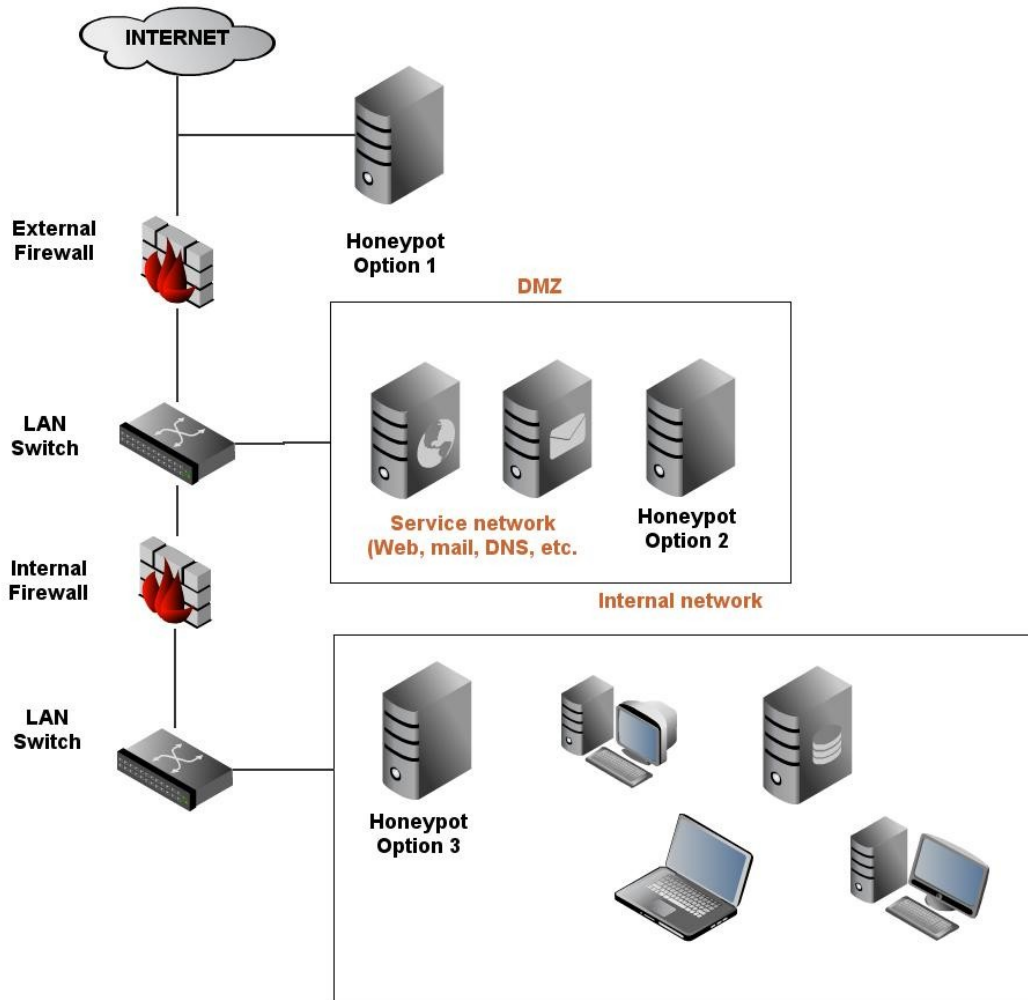 INTERNET
External
Firewall
Honeypot
Option 1
DMZ
LAN
Switch
Service network
(Web, mail, DNS, etc.
Honeypot
Option 2
Internal
Firewall
Internal network
LAN
Switch
Honeypot
Option 3